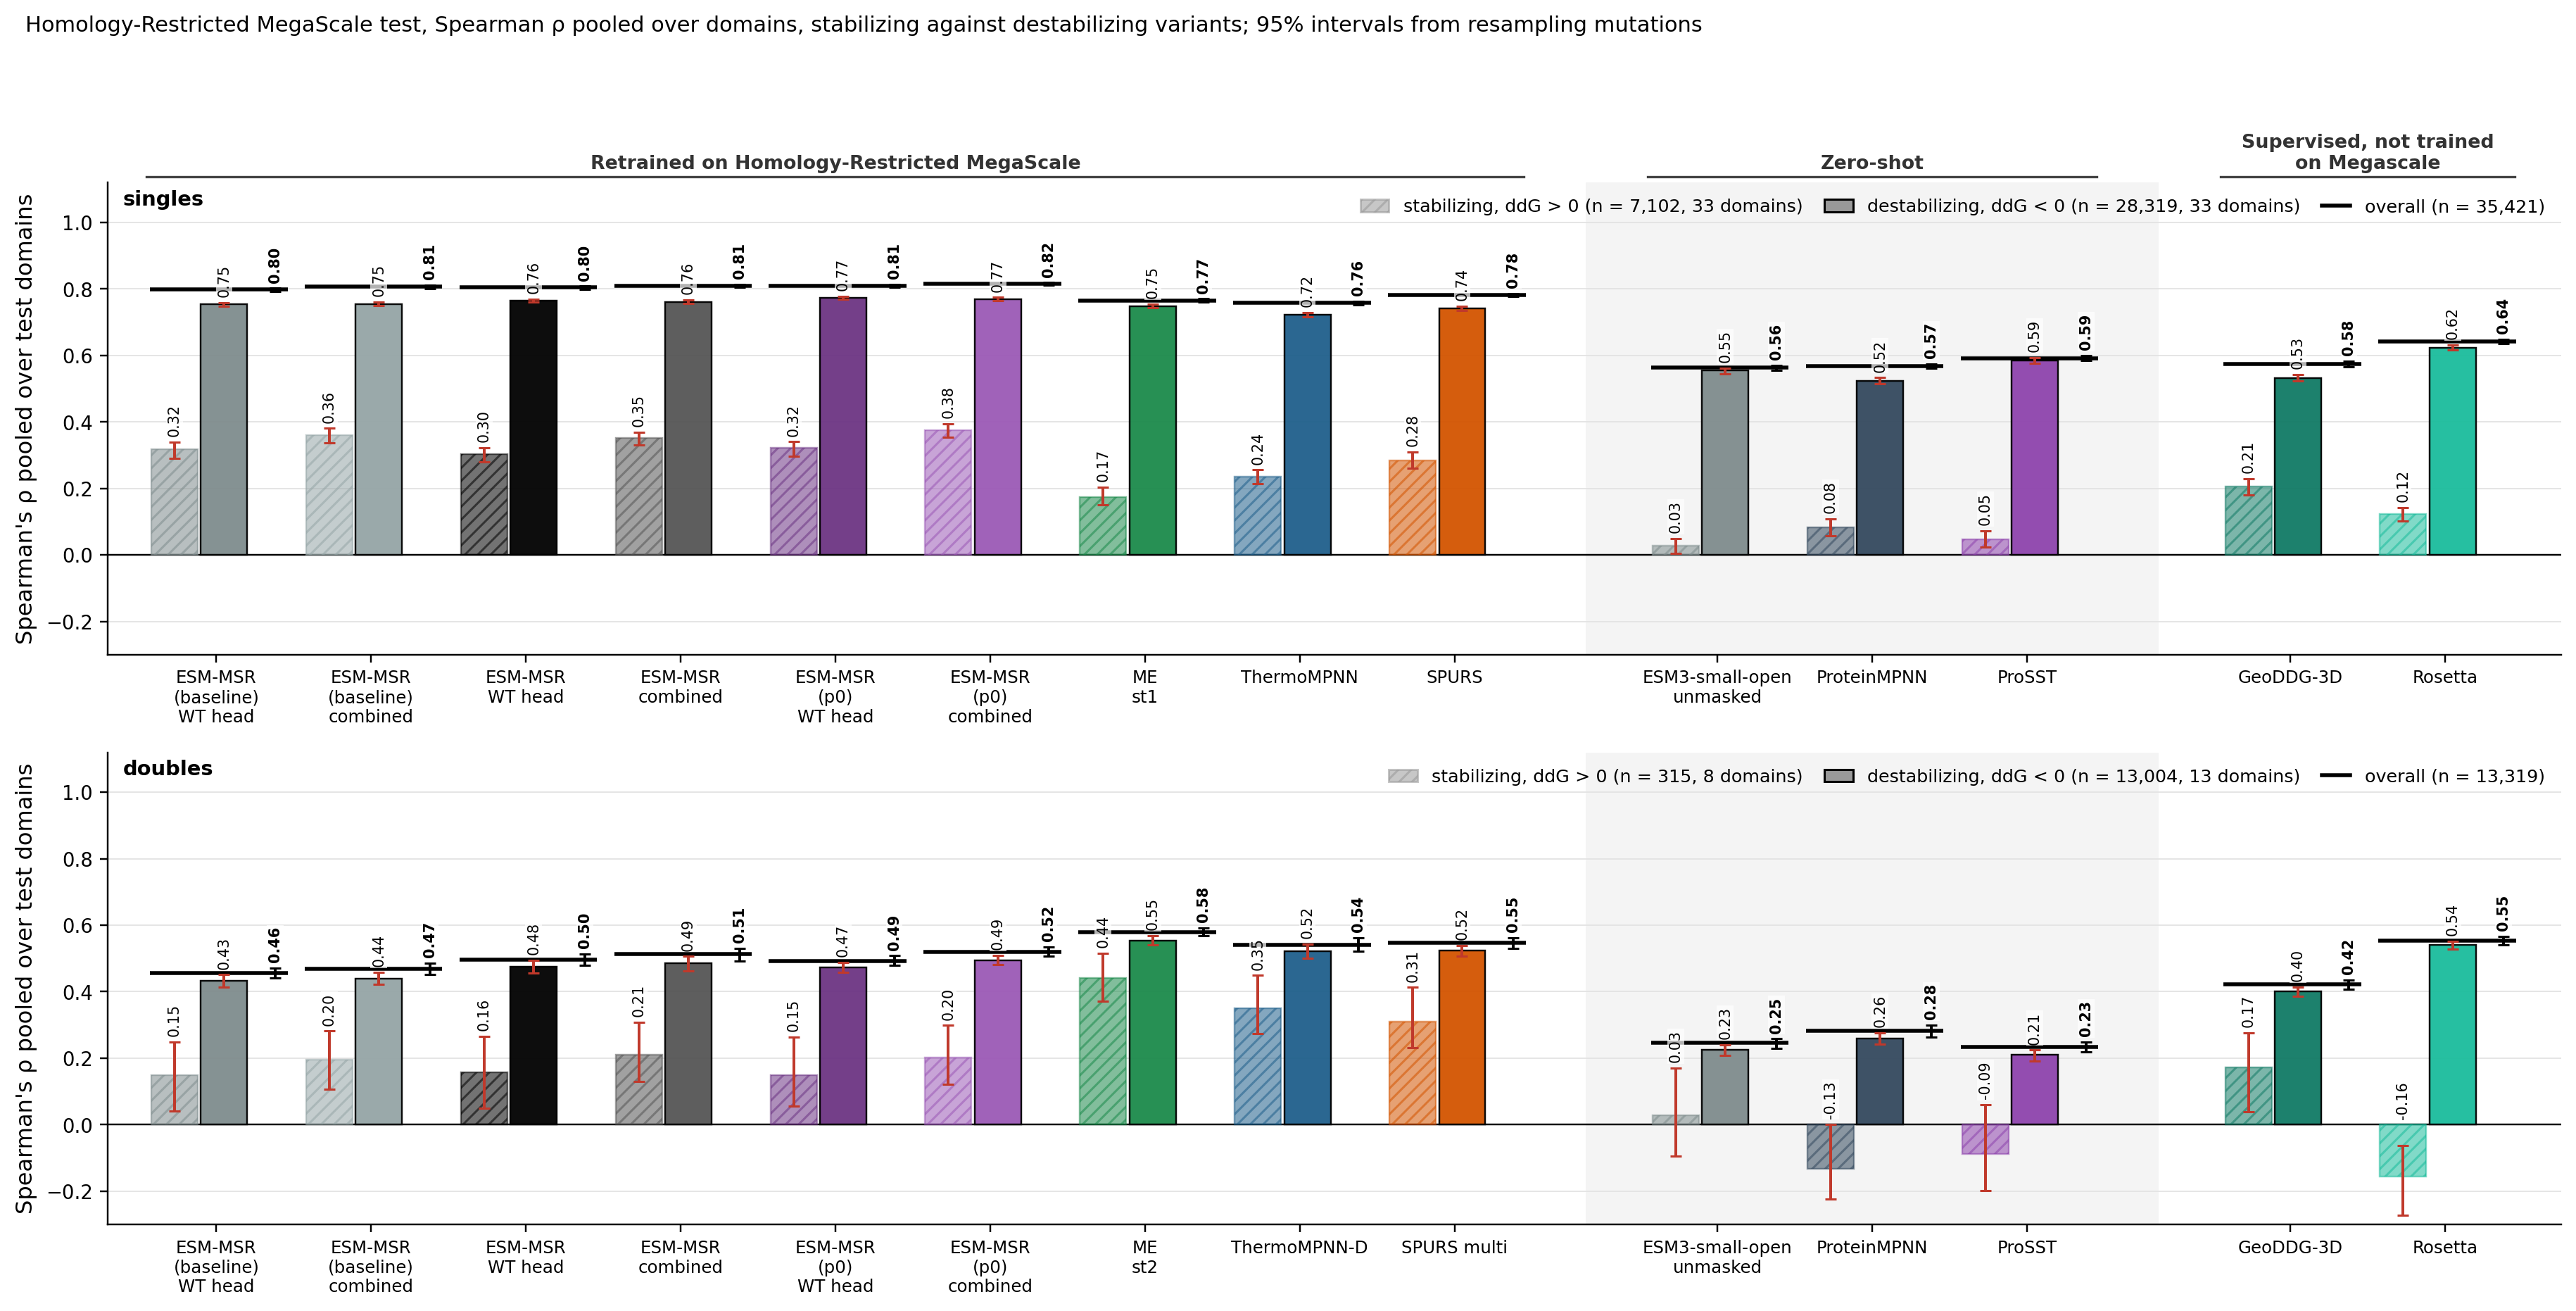 Homology-Restricted MegaScale test, Spearman ρ pooled over domains, stabilizing against destabilizing variants; 95% intervals from resampling mutations
Retrained on Homology-Restricted MegaScale
Zero-shot
Supervised, not trained
on Megascale
singles
stabilizing, ddG > 0 (n = 7,102, 33 domains)
destabilizing, ddG < 0 (n = 28,319, 33 domains)
overall (n = 35,421)
Spearman's ρ pooled over test domains
1.0
0.8
0.6
0.4
0.2
0.0
−0.2
0.32
0.75
0.80
0.36
0.75
0.81
0.30
0.76
0.80
0.35
0.76
0.81
0.32
0.77
0.81
0.38
0.77
0.82
0.17
0.75
0.77
0.24
0.72
0.76
0.28
0.74
0.78
0.03
0.55
0.56
0.08
0.52
0.57
0.05
0.59
0.59
0.21
0.53
0.58
0.12
0.62
0.64
ESM-MSR
(baseline)
WT head
ESM-MSR
(baseline)
combined
ESM-MSR
WT head
ESM-MSR
combined
ESM-MSR
(p0)
WT head
ESM-MSR
(p0)
combined
ME
st1
ThermoMPNN
SPURS
ESM3-small-open
unmasked
ProteinMPNN
ProSST
GeoDDG-3D
Rosetta
doubles
stabilizing, ddG > 0 (n = 315, 8 domains)
destabilizing, ddG < 0 (n = 13,004, 13 domains)
overall (n = 13,319)
Spearman's ρ pooled over test domains
1.0
0.8
0.6
0.4
0.2
0.0
−0.2
0.15
0.43
0.46
0.20
0.44
0.47
0.16
0.48
0.50
0.21
0.49
0.51
0.15
0.47
0.49
0.20
0.49
0.52
0.44
0.55
0.58
0.35
0.52
0.54
0.31
0.52
0.55
0.03
0.23
0.25
-0.13
0.26
0.28
-0.09
0.21
0.23
0.17
0.40
0.42
-0.16
0.54
0.55
ESM-MSR
(baseline)
WT head
ESM-MSR
(baseline)
combined
ESM-MSR
WT head
ESM-MSR
combined
ESM-MSR
(p0)
WT head
ESM-MSR
(p0)
combined
ME
st2
ThermoMPNN-D
SPURS multi
ESM3-small-open
unmasked
ProteinMPNN
ProSST
GeoDDG-3D
Rosetta